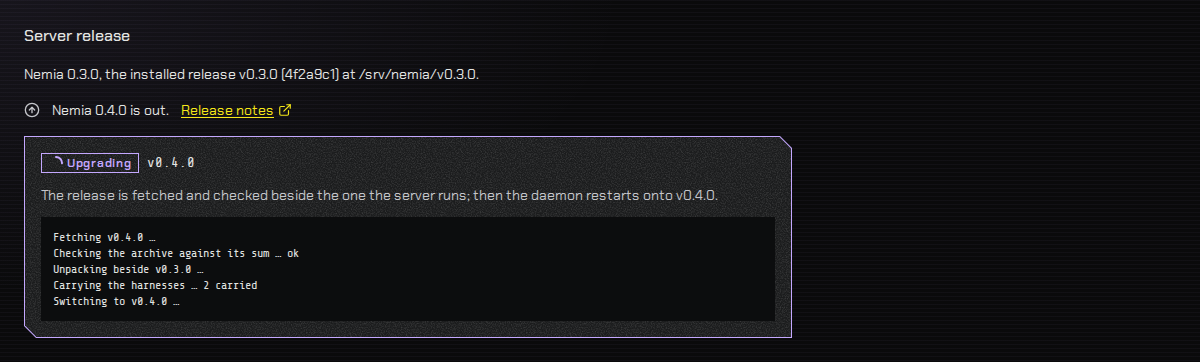 Server release
Nemia 0.3.0, the installed release v0.3.0 (4f2a9c1) at /srv/nemia/v0.3.0.
Nemia 0.4.0 is out. Release notes
Upgrading v0.4.0
The release is fetched and checked beside the one the server runs; then the daemon restarts onto v0.4.0.
Fetching v0.4.0 …
Checking the archive against its sum … ok
Unpacking beside v0.3.0 …
Carrying the harnesses … 2 carried
Switching to v0.4.0 …